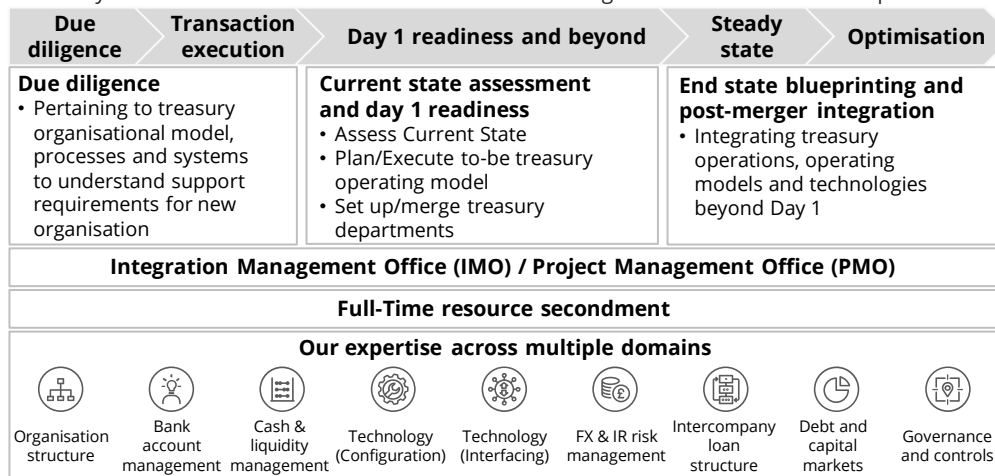 Due
diligence
Transaction
execution
Day 1 readiness and beyond
Steady
state
Optimisation
Due diligence
• Pertaining to treasury
organisational model,
processes and systems
to understand support
requirements for new
organisation
Current state assessment
and day 1 readiness
• Assess Current State
• Plan/Execute to-be treasury
operating model
• Set up/merge treasury
departments
End state blueprinting and
post-merger integration
• Integrating treasury
operations, operating
models and technologies
beyond Day 1
Integration Management Office (IMO) / Project Management Office (PMO)
Full-Time resource secondment
Our expertise across multiple domains
Organisation
structure
Bank
account
management
Cash &
liquidity
management
Technology
(Configuration)
Technology
(Interfacing)
FX & IR risk
management
Intercompany
loan
structure
Debt and
capital
markets
Governance
and controls